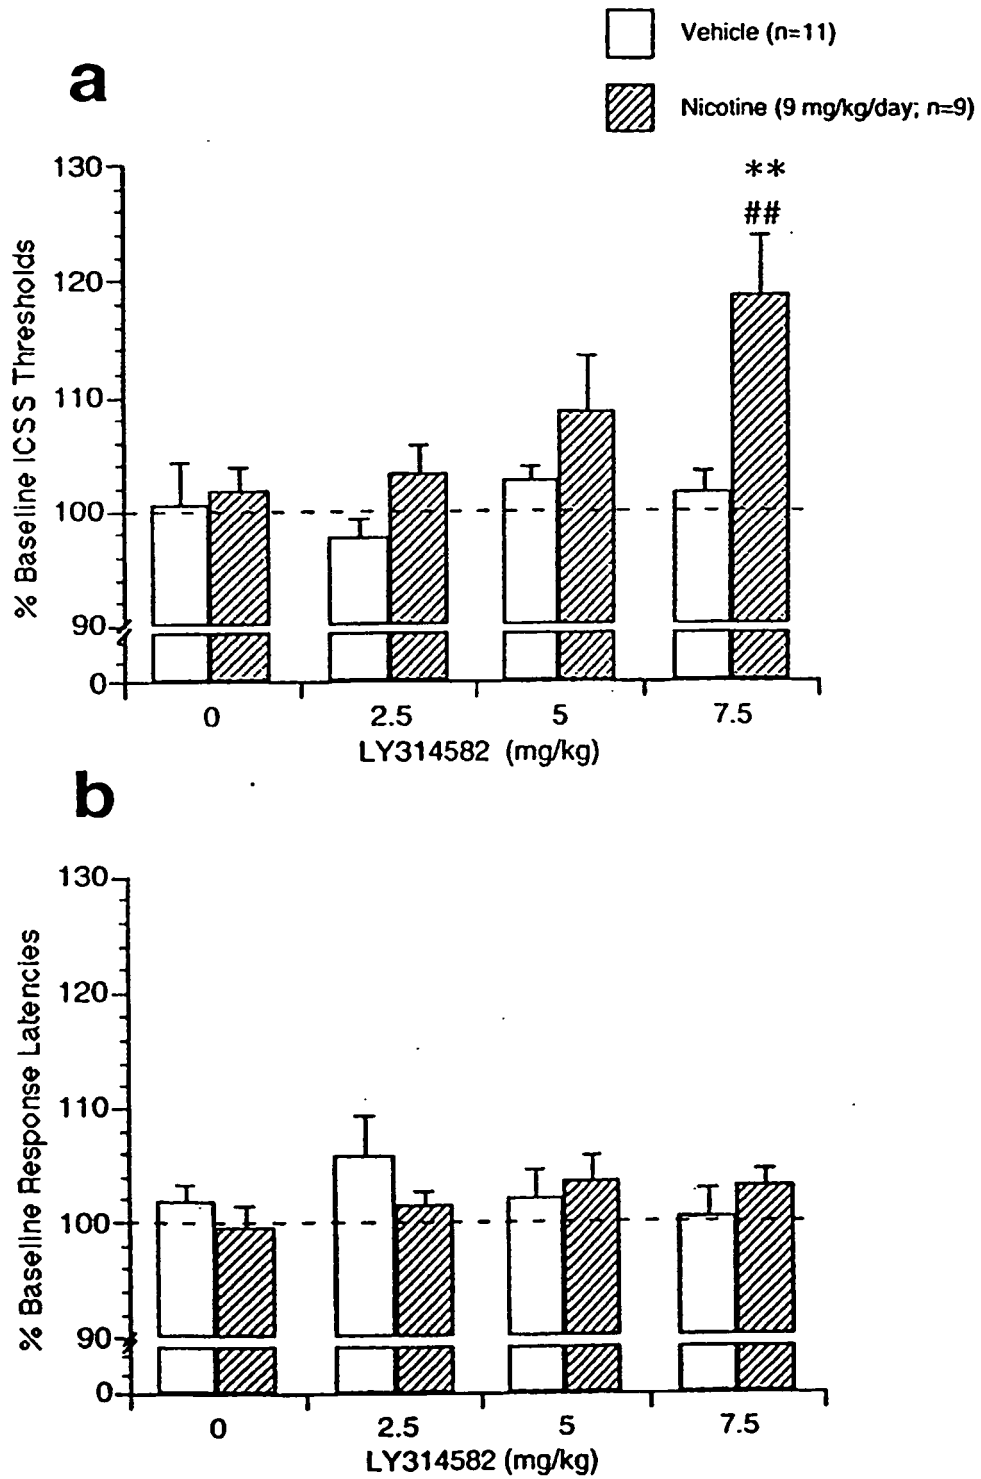 Vehicle (n=11)
a
Nicotine (9 mg/kg/day; n=9)
130
**
##
120
110
100
90
0
% Baseline ICSS Thresholds
0 2.5 5 7.5
LY314582 (mg/kg)
b
130
120
110
100
90
0
% Baseline Response Latencies
0 2.5 5 7.5
LY314582 (mg/kg)